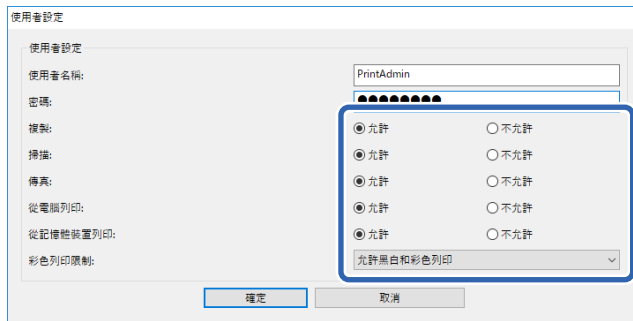 使用者設定
使用者設定
使用者名稱: PrintAdmin
密碼: ●●●●●●●●
複製: 允許 不允許
掃描: 允許 不允許
傳真: 允許 不允許
從電腦列印: 允許 不允許
從記憶體裝置列印: 允許 不允許
彩色列印限制: 允許黑白和彩色列印
確定 取消